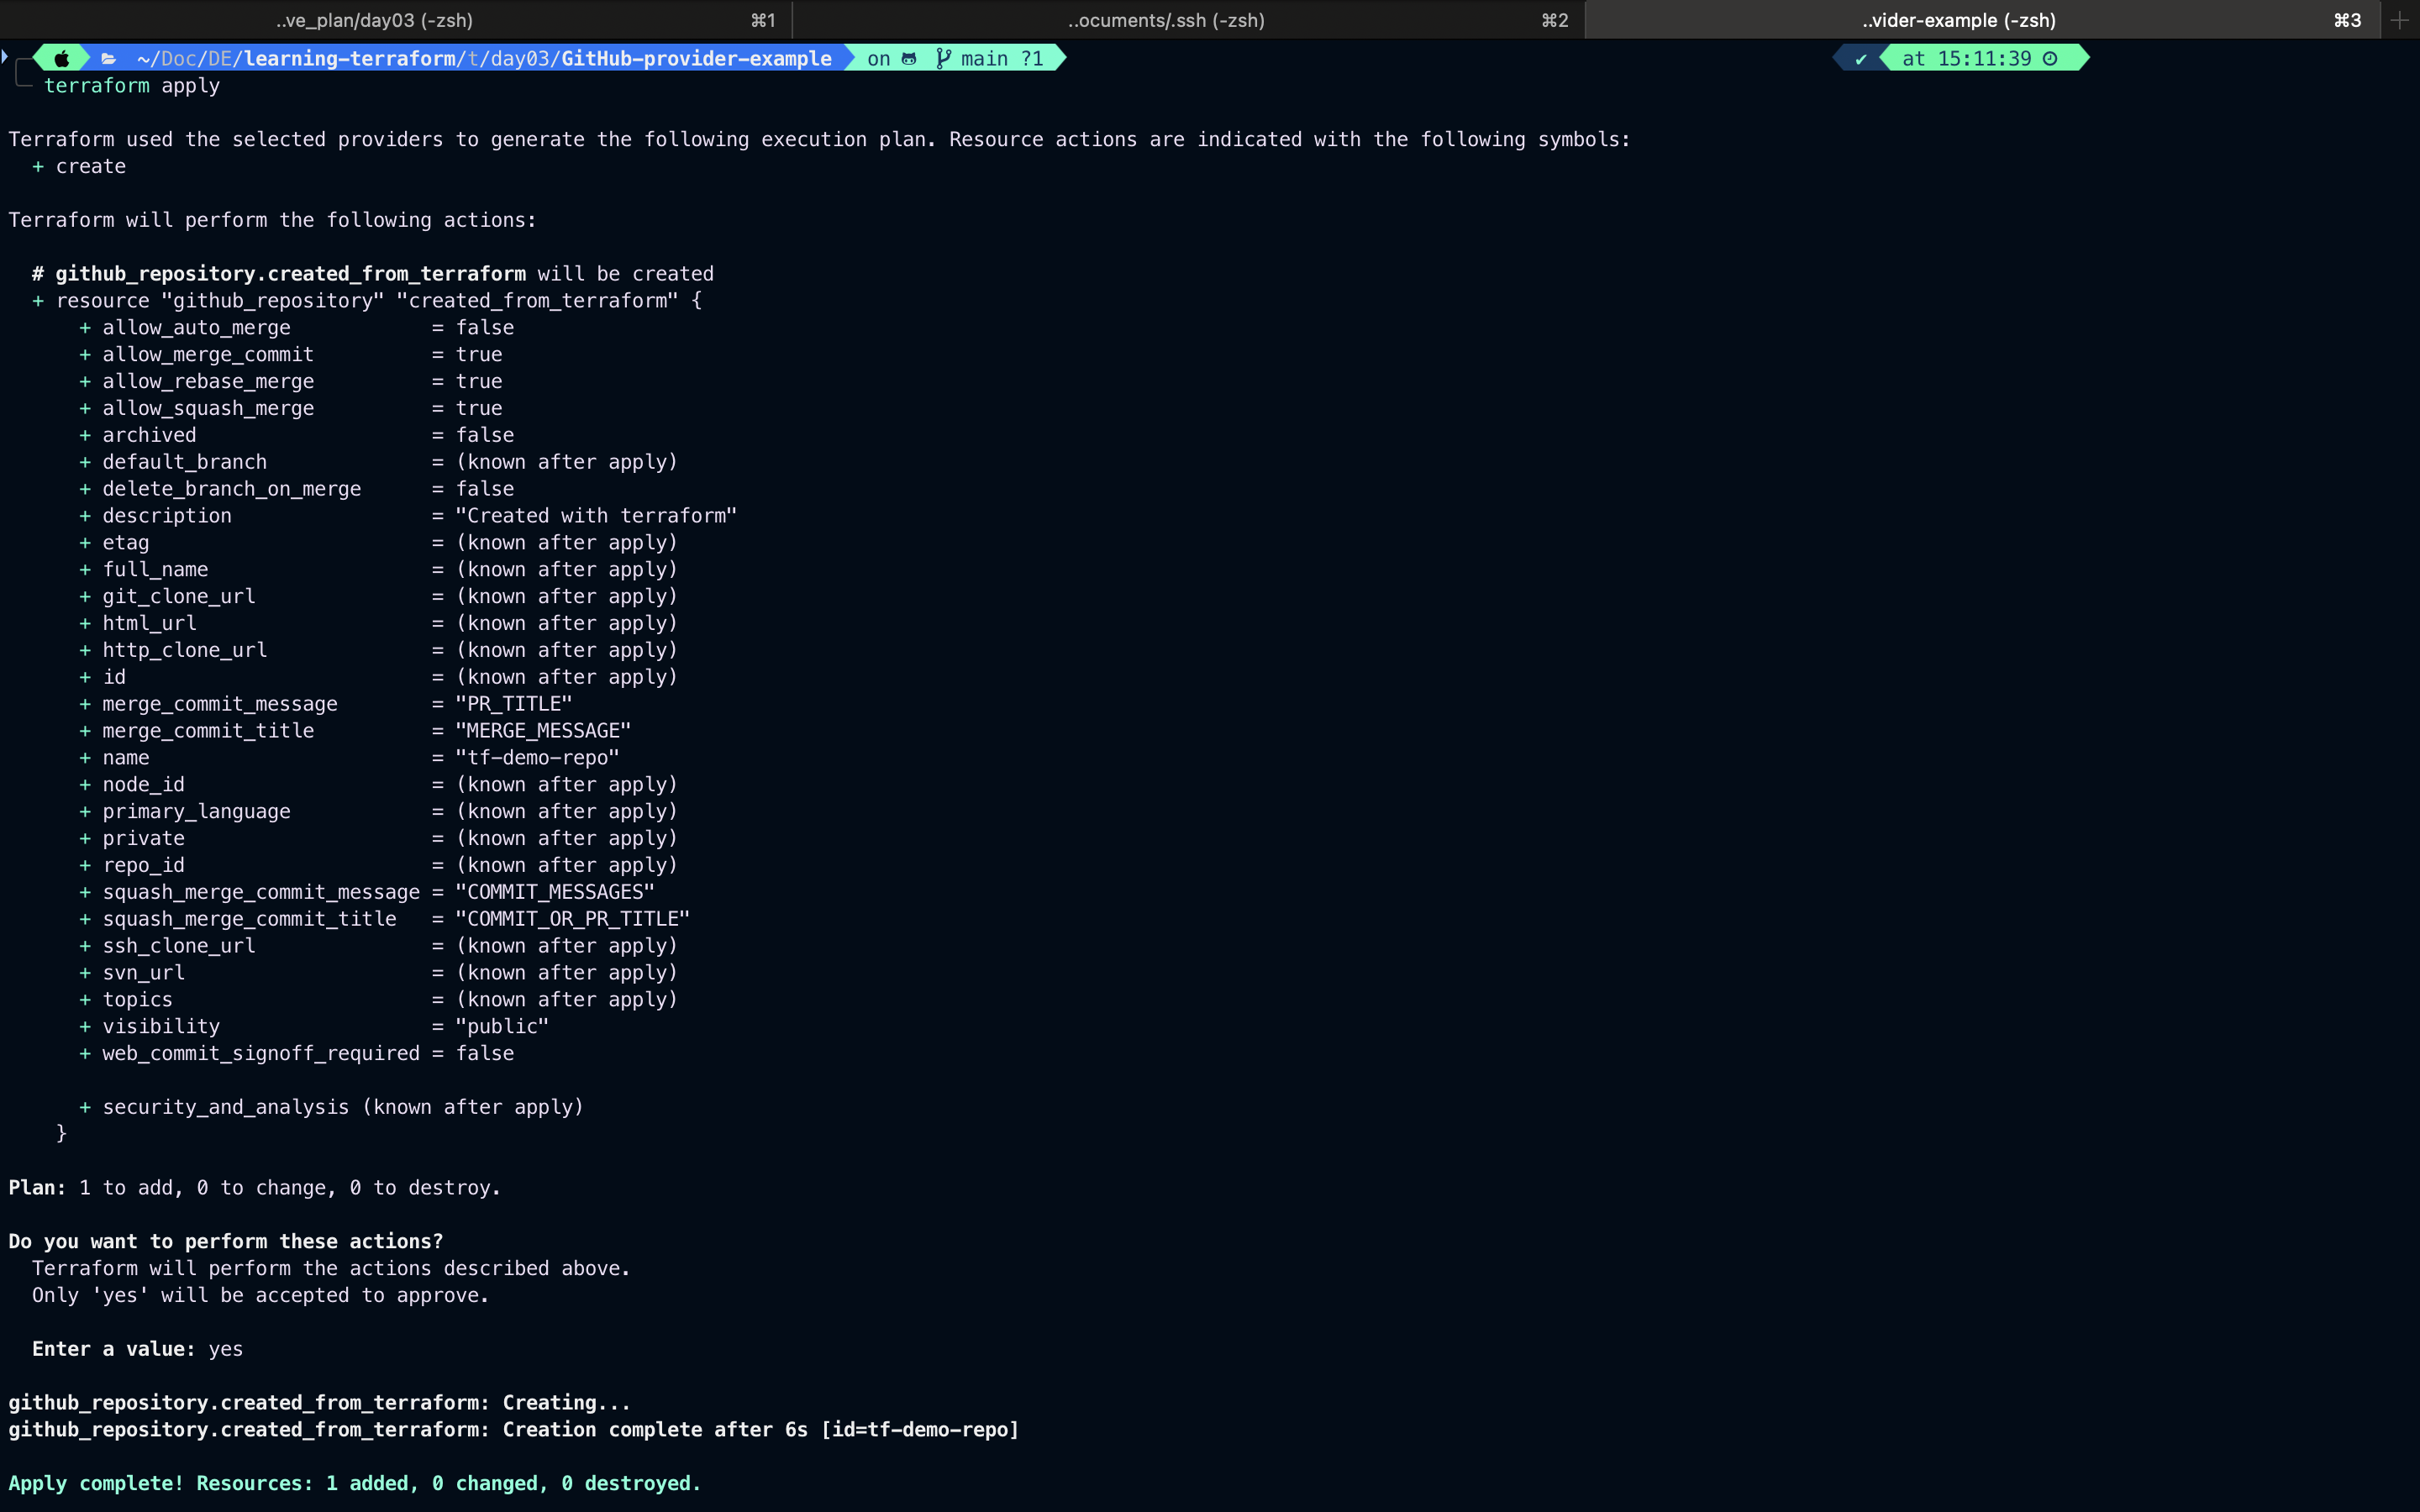 ..ve_plan/day03 (-zsh) ⌘1 ..ocuments/.ssh (-zsh) ⌘2 ..vider-example (-zsh) ⌘3
~/Doc/DE/learning-terraform/t/day03/GitHub-provider-example on main ?1 ✔ at 15:11:39
terraform apply
Terraform used the selected providers to generate the following execution plan. Resource actions are indicated with the following symbols:
+ create
Terraform will perform the following actions:
# github_repository.created_from_terraform will be created
+ resource "github_repository" "created_from_terraform" {
+ allow_auto_merge = false
+ allow_merge_commit = true
+ allow_rebase_merge = true
+ allow_squash_merge = true
+ archived = false
+ default_branch = (known after apply)
+ delete_branch_on_merge = false
+ description = "Created with terraform"
+ etag = (known after apply)
+ full_name = (known after apply)
+ git_clone_url = (known after apply)
+ html_url = (known after apply)
+ http_clone_url = (known after apply)
+ id = (known after apply)
+ merge_commit_message = "PR_TITLE"
+ merge_commit_title = "MERGE_MESSAGE"
+ name = "tf-demo-repo"
+ node_id = (known after apply)
+ primary_language = (known after apply)
+ private = (known after apply)
+ repo_id = (known after apply)
+ squash_merge_commit_message = "COMMIT_MESSAGES"
+ squash_merge_commit_title = "COMMIT_OR_PR_TITLE"
+ ssh_clone_url = (known after apply)
+ svn_url = (known after apply)
+ topics = (known after apply)
+ visibility = "public"
+ web_commit_signoff_required = false
+ security_and_analysis (known after apply)
}
Plan: 1 to add, 0 to change, 0 to destroy.
Do you want to perform these actions?
Terraform will perform the actions described above.
Only 'yes' will be accepted to approve.
Enter a value: yes
github_repository.created_from_terraform: Creating...
github_repository.created_from_terraform: Creation complete after 6s [id=tf-demo-repo]
Apply complete! Resources: 1 added, 0 changed, 0 destroyed.